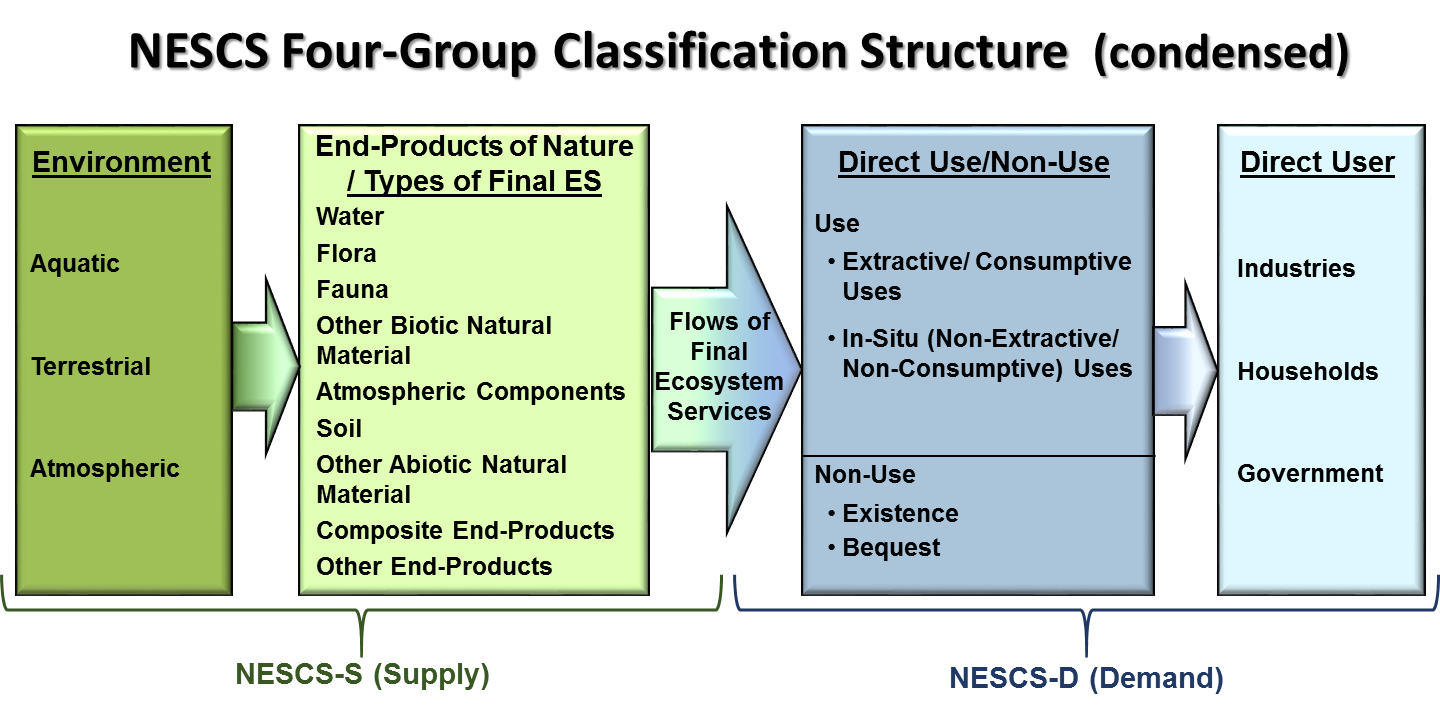 NESCS Four-Group Classification Structure (condensed)
Environment
Aquatic
Terrestrial
Atmospheric
End-Products of Nature
/ Types of Final ES
Water
Flora
Fauna
Other Biotic Natural
Material
Atmospheric Components
Soil
Other Abiotic Natural
Material
Composite End-Products
Other End-Products
Flows of
Final
Ecosystem
Services
Direct Use/Non-Use
Use
• Extractive/ Consumptive
Uses
• In-Situ (Non-Extractive/
Non-Consumptive) Uses
Non-Use
• Existence
• Bequest
Direct User
Industries
Households
Government
NESCS-S (Supply)
NESCS-D (Demand)